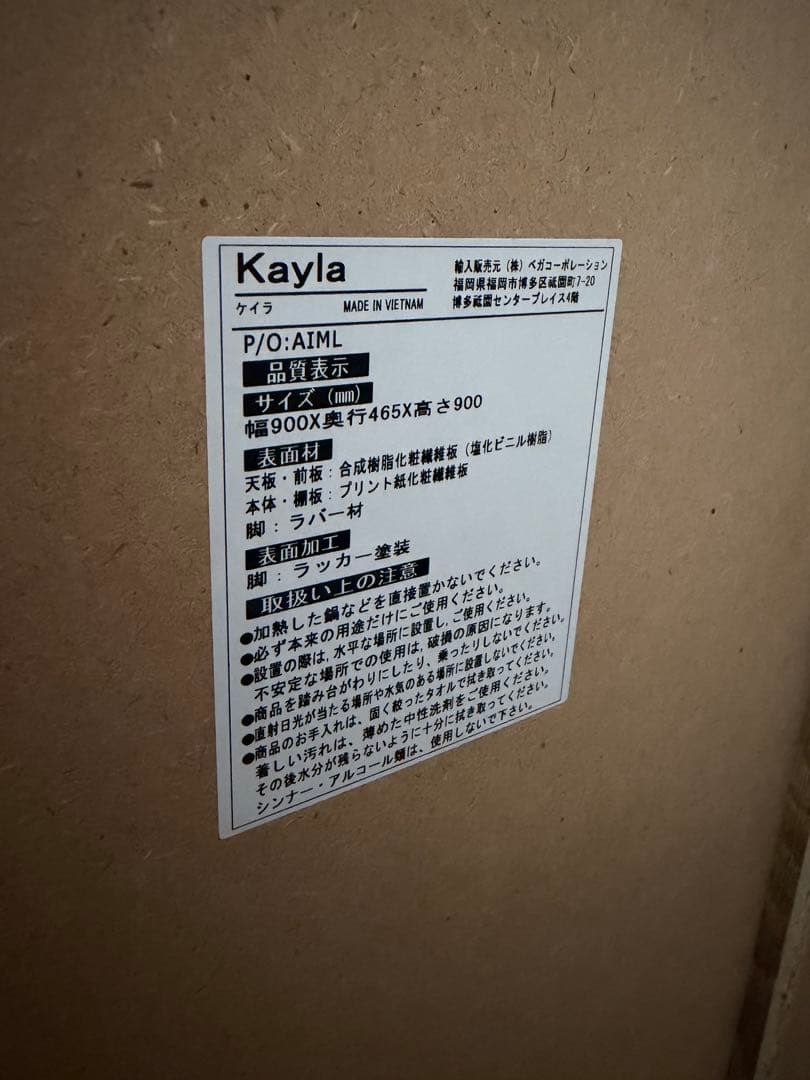 Kayla
ケイラ MADE IN VIETNAM
輸入販売元（株）ベガコーポレーション
福岡県福岡市博多区祗園町7-20
博多祗園センタープレイス4階
P/O:AIML
品質表示
サイズ（㎜）
幅900X奥行465X高さ900
表面材
天板・前板：合成樹脂化粧繊維板（塩化ビニル樹脂）
本体・棚板：プリント紙化粧繊維板
脚：ラバー材
表面加工
脚：ラッカー塗装
取扱い上の注意
●加熱した鍋などを直接置かないでください。
●必ず本来の用途だけにご使用ください。
●設置の際は,水平な場所に設置し,ご使用ください。
不安定な場所での使用は,破損の原因になります。
●商品を踏み台がわりにしたり、乗ったりしないでください。
●直射日光が当たる場所や水気のある場所に設置しないでください。
●商品のお手入れは、固く絞ったタオルで拭き取ってください。
著しい汚れは、薄めた中性洗剤をご使用ください。
その後水分が残らないように十分に拭き取ってください。
シンナー・アルコール類は、使用しないで下さい。